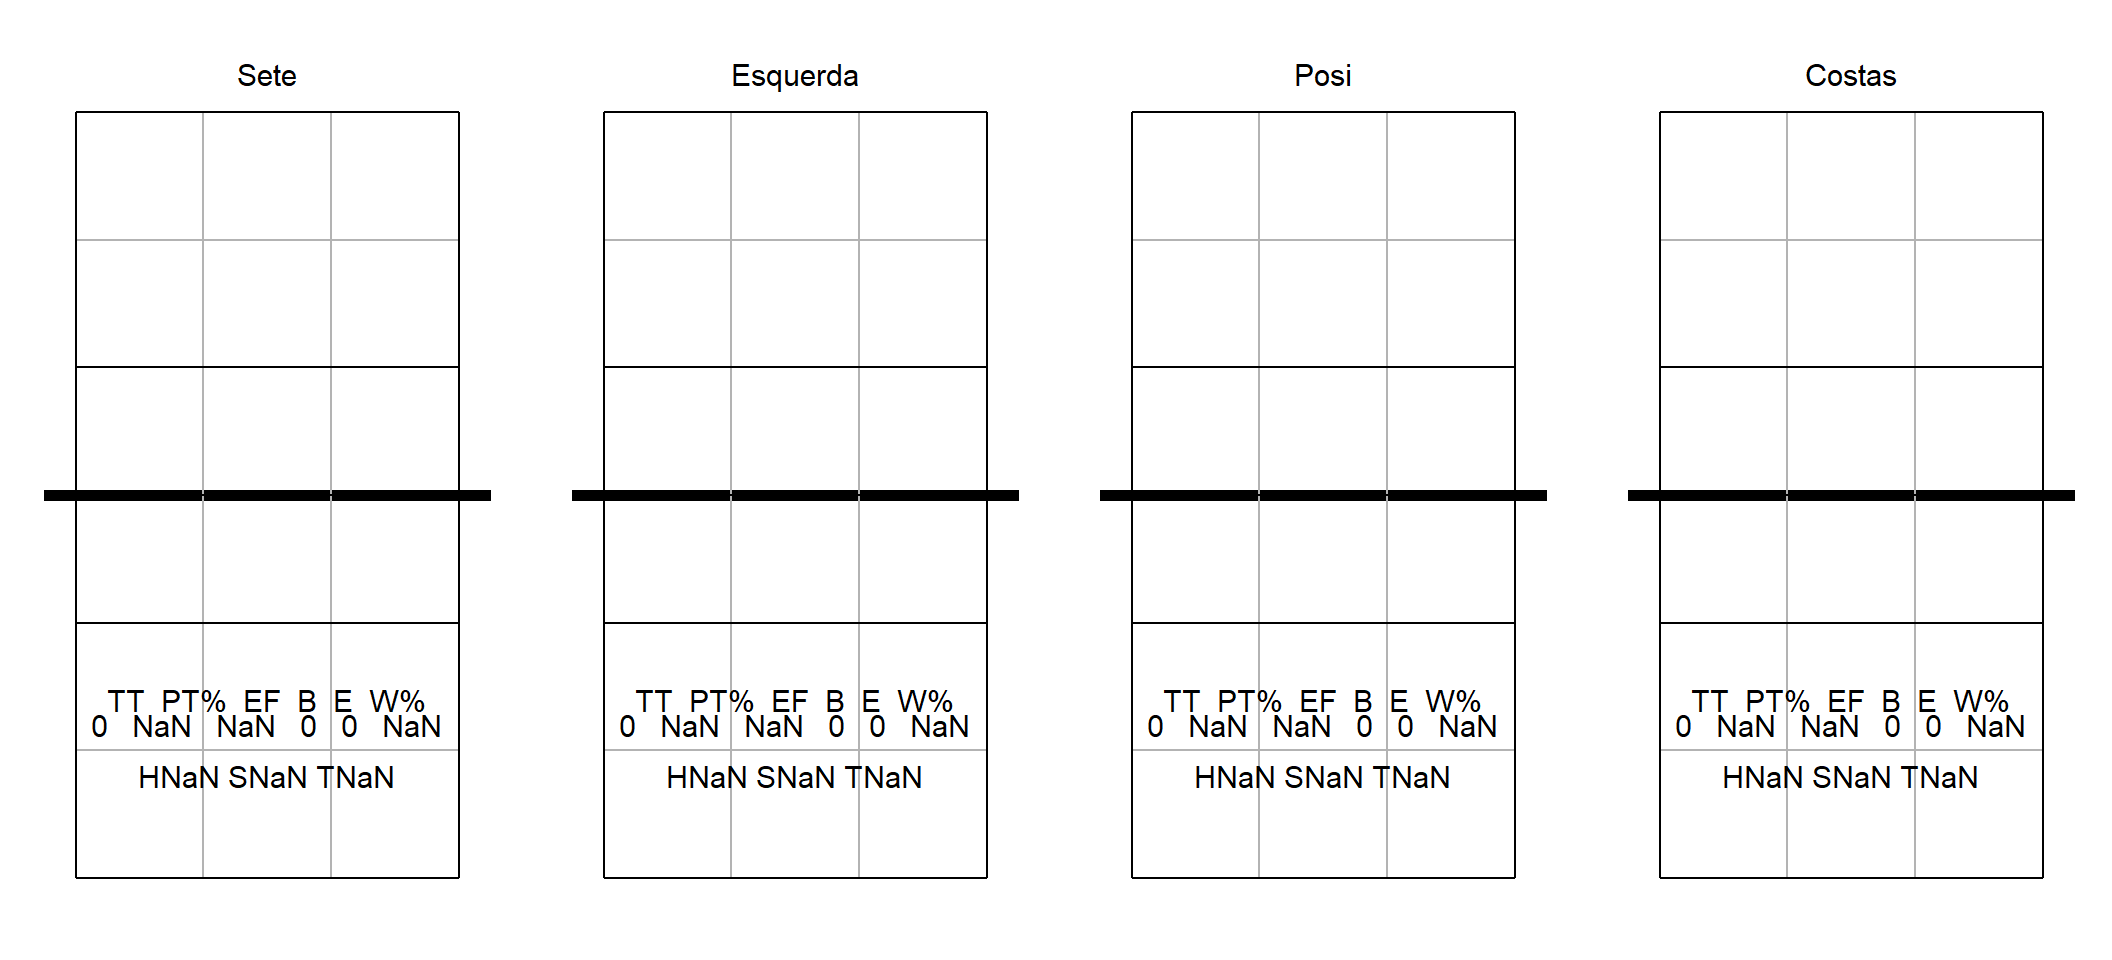 Sete
TT PT% EF B E W%
0 NaN NaN 0 0 NaN
HNaN SNaN TNaN
Esquerda
TT PT% EF B E W%
0 NaN NaN 0 0 NaN
HNaN SNaN TNaN
Posi
TT PT% EF B E W%
0 NaN NaN 0 0 NaN
HNaN SNaN TNaN
Costas
TT PT% EF B E W%
0 NaN NaN 0 0 NaN
HNaN SNaN TNaN